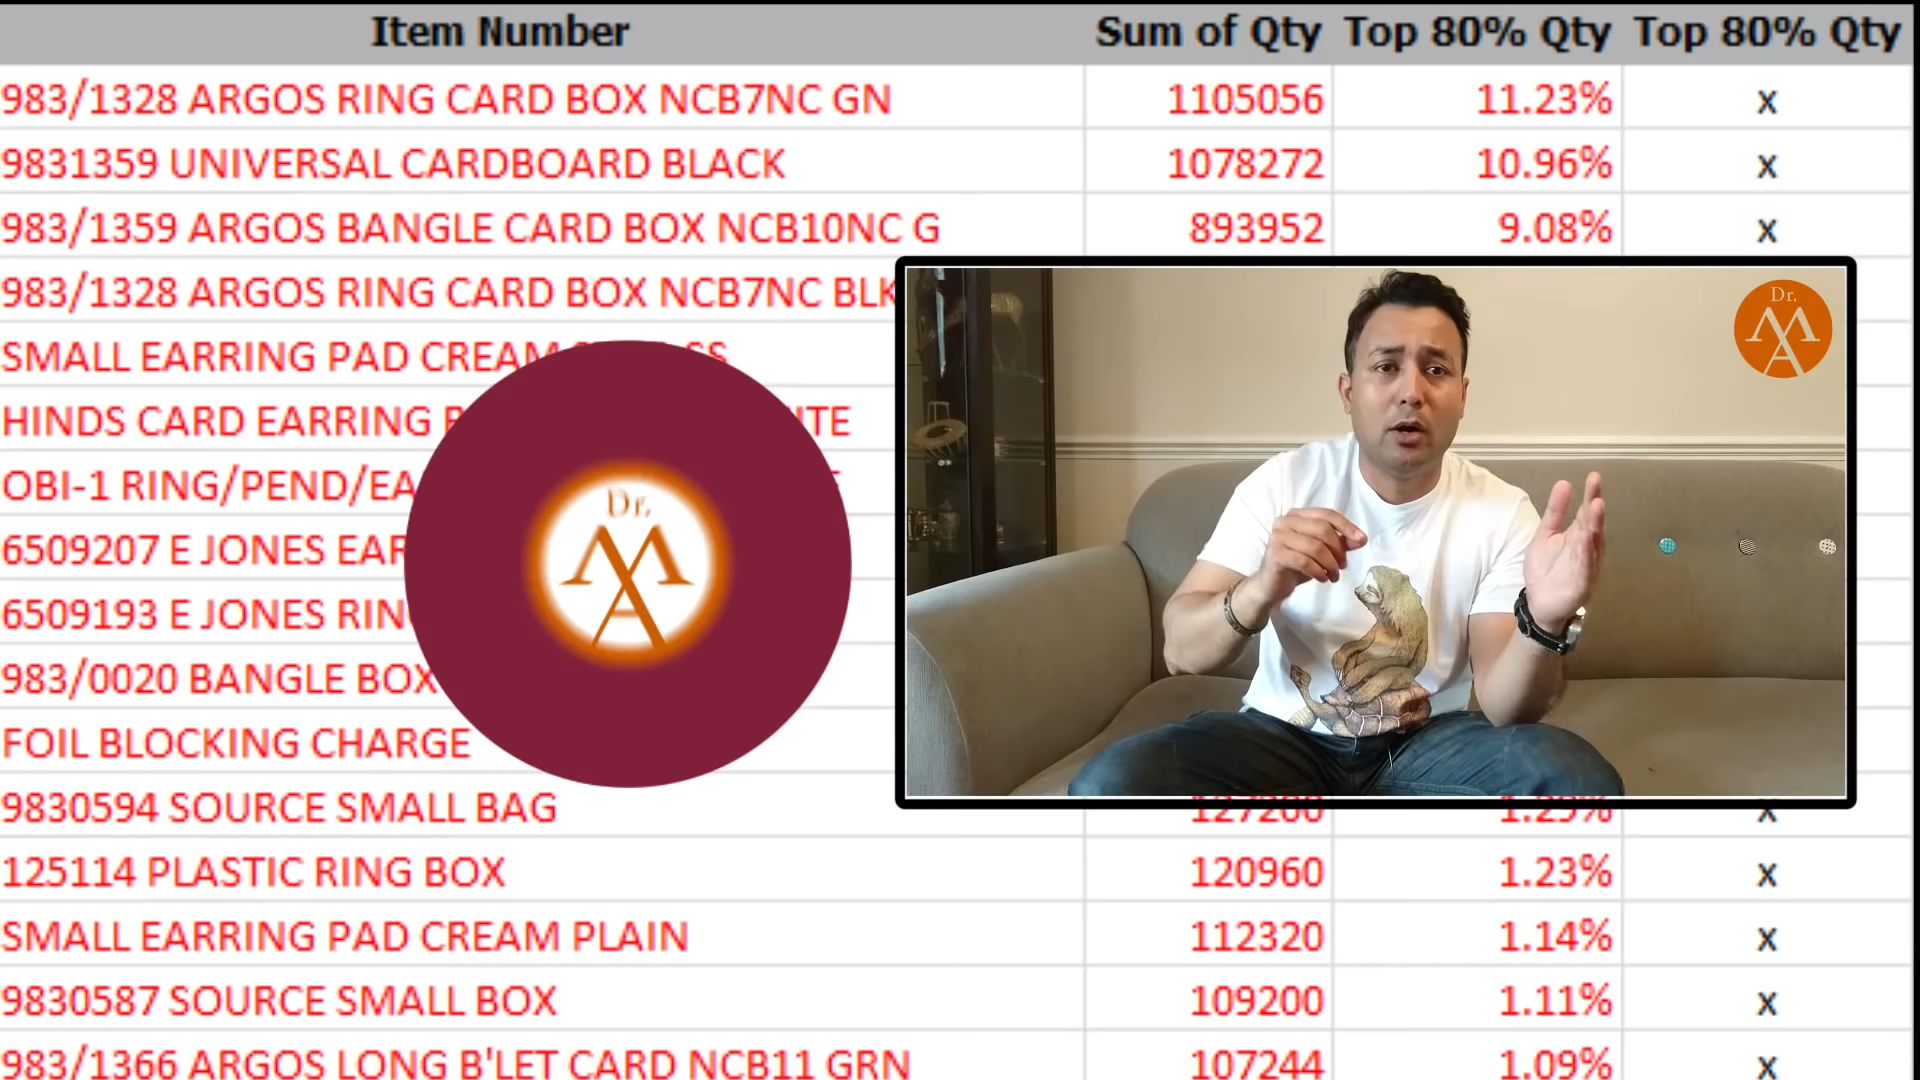 Item Number Sum of Qty Top 80% Qty Top 80% Qty
983/1328 ARGOS RING CARD BOX NCB7NC GN 1105056 11.23% x
9831359 UNIVERSAL CARDBOARD BLACK 1078272 10.96% x
983/1359 ARGOS BANGLE CARD BOX NCB10NC G 893952 9.08% x
983/1328 ARGOS RING CARD BOX NCB7NC BLK
SMALL EARRING PAD CREAM
HINDS CARD EARRING
OBI-1 RING/PEND/EA
6509207 E JONES EAR
6509193 E JONES RIN
983/0020 BANGLE BOX
FOIL BLOCKING CHARGE
9830594 SOURCE SMALL BAG 127200 1.29% x
125114 PLASTIC RING BOX 120960 1.23% x
SMALL EARRING PAD CREAM PLAIN 112320 1.14% x
9830587 SOURCE SMALL BOX 109200 1.11% x
983/1366 ARGOS LONG B'LET CARD NCB11 GRN 107244 1.09% x
Dr.
MA
Dr.
MA